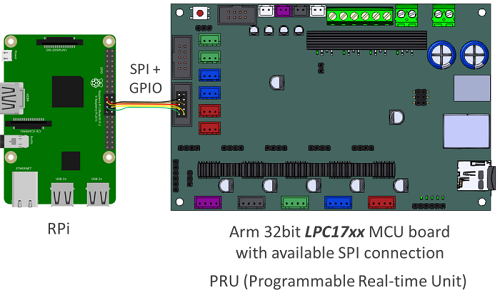 SPI +
GPIO
RPi
Arm 32bit LPC17xx MCU board
with available SPI connection
PRU (Programmable Real-time Unit)